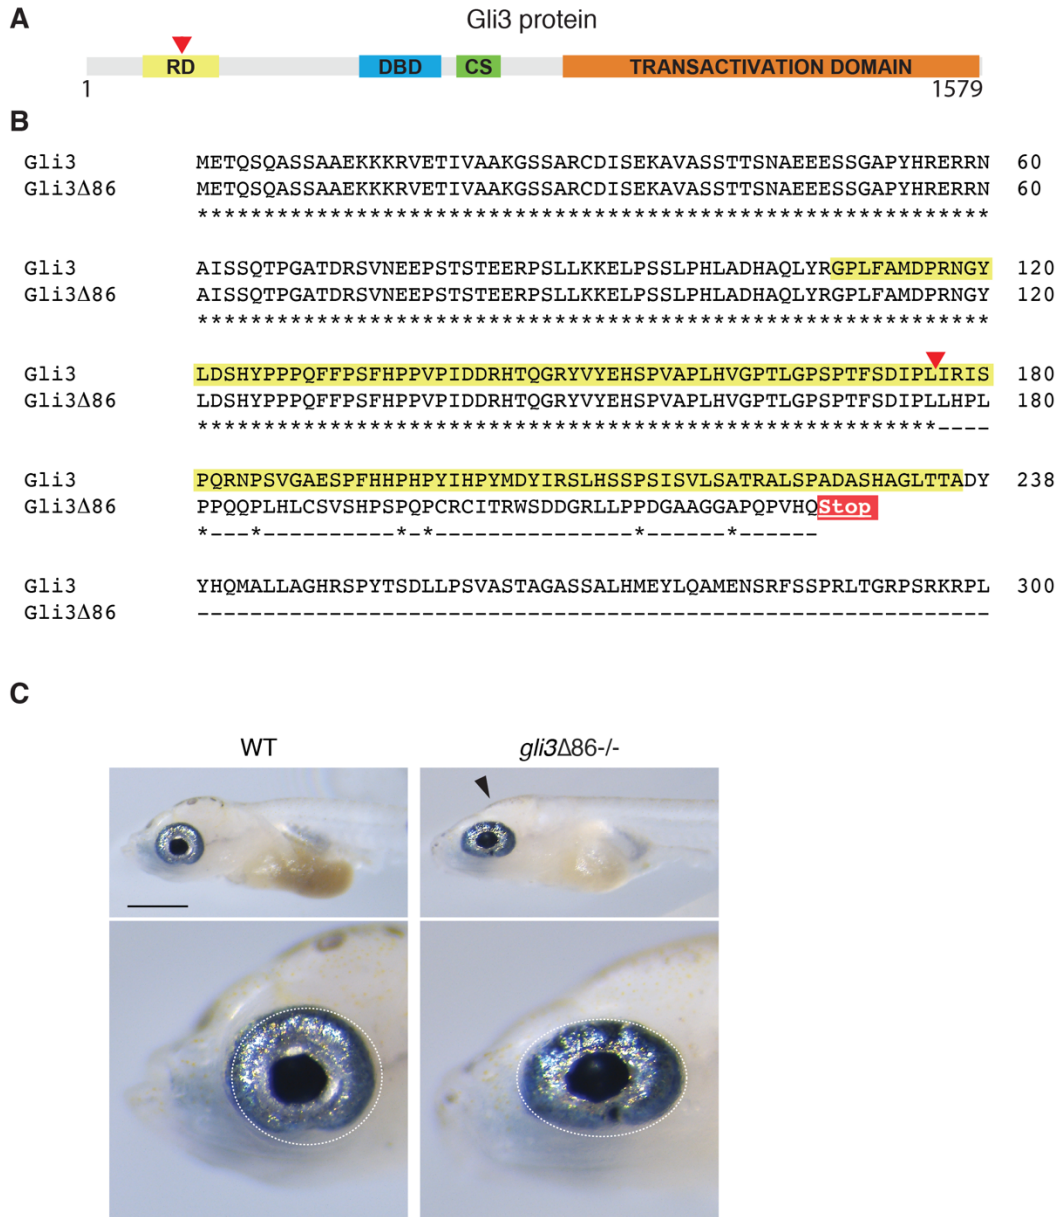 A
Gli3 protein
RD DBD CS TRANSACTIVATION DOMAIN
1 1579
B
Gli3 METQSQASSAAEKKKRVETIVAAKGSSARCDISEKAVASSTTSNAEEESSGAPYHRERRN 60
Gli3Δ86 METQSQASSAAEKKKRVETIVAAKGSSARCDISEKAVASSTTSNAEEESSGAPYHRERRN 60
************************************************************
Gli3 AISSQTPGATDRSVNEEPSTSTEERPSLLKKELPSSLPHLADHAQLYRGPLFAMDPRNGY 120
Gli3Δ86 AISSQTPGATDRSVNEEPSTSTEERPSLLKKELPSSLPHLADHAQLYRGPLFAMDPRNGY 120
************************************************************
Gli3 LDSHYPPPQFFPSFHPPVPIDDRHTQGRYVYEHSPVAPLHVGPTLGPSPTFSDIPLIRIS 180
Gli3Δ86 LDSHYPPPQFFPSFHPPVPIDDRHTQGRYVYEHSPVAPLHVGPTLGPSPTFSDIPLLHPL 180
********************************************************----
Gli3 PQRNPSVGAESPFHHPHPYIHPYMDYIRSLHSSPSISVLSATRALSPADASHAGLTTADY 238
Gli3Δ86 PPQQPLHLCSVSHPSPQPCRCITRWSDDGRLLPPDGAAGGAPQPVHQStop
*---*----------*-*---------------*------*------
Gli3 YHQMALLAGHRSPYTSDLLPSVASTAGASSALHMEYLQAMENSRFSSPRLTGRPSRKRPL 300
Gli3Δ86 ------------------------------------------------------------
C
WT gli3Δ86-/-